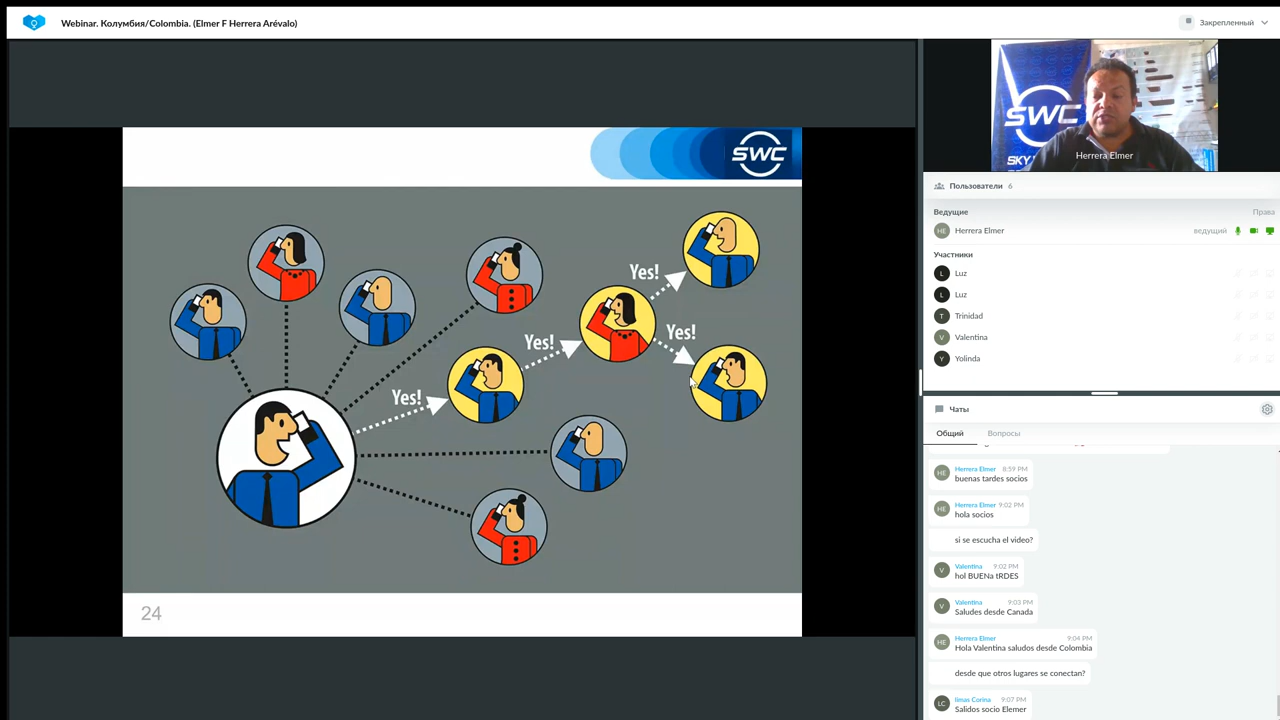 Webinar. Колумбия/Colombia. (Elmer F Herrera Arévalo)
Закрепленный
SWC
Yes!
Yes!
Yes!
Yes!
24
SWC
SKY
Herrera Elmer
Пользователи 6
Ведущие Права
HE Herrera Elmer ведущий
Участники
L Luz
L Luz
T Trinidad
V Valentina
Y Yolinda
Чаты
Общий Вопросы
HE Herrera Elmer 8:59 PM
buenas tardes socios
HE Herrera Elmer 9:02 PM
hola socios
si se escucha el video?
V Valentina 9:02 PM
hol BUENa tRDES
V Valentina 9:03 PM
Saludes desde Canada
HE Herrera Elmer 9:04 PM
Hola Valentina saludos desde Colombia
desde que otros lugares se conectan?
LC limas Corina 9:07 PM
Salidos socio Elemer